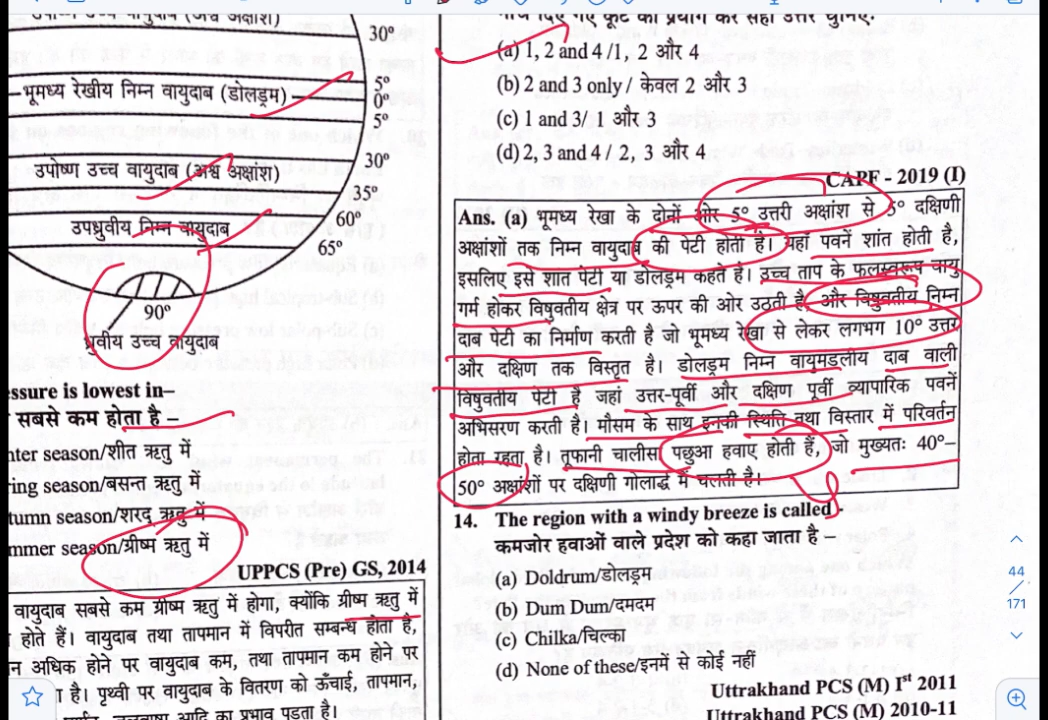 30°
5°
भूमध्य रेखीय निम्न वायुदाब (डोलड्रम)
0°
5°
30°
उपोष्ण उच्च वायुदाब (अश्व अक्षांश)
35°
60°
उपध्रुवीय निम्न वायुदाब
65°
90°
ध्रुवीय उच्च वायुदाब
essure is lowest in–
सबसे कम होता है –
nter season/शीत ऋतु में
ring season/बसन्त ऋतु में
tumn season/शरद् ऋतु में
mmer season/ग्रीष्म ऋतु में
UPPCS (Pre) GS, 2014
वायुदाब सबसे कम ग्रीष्म ऋतु में होगा, क्योंकि ग्रीष्म ऋतु में
होते हैं। वायुदाब तथा तापमान में विपरीत सम्बन्ध होता है,
न अधिक होने पर वायुदाब कम, तथा तापमान कम होने पर
है। पृथ्वी पर वायुदाब के वितरण को ऊँचाई, तापमान,
आदि का प्रभाव पड़ता है।
नीचे दिए गए कूट का प्रयोग कर सही उत्तर चुनिए:
(a) 1, 2 and 4 /1, 2 और 4
(b) 2 and 3 only / केवल 2 और 3
(c) 1 and 3/ 1 और 3
(d) 2, 3 and 4 / 2, 3 और 4
CAPF - 2019 (I)
Ans. (a) भूमध्य रेखा के दोनों ओर 5° उत्तरी अक्षांश से 5° दक्षिणी
अक्षांशों तक निम्न वायुदाब की पेटी होती है। यहां पवनें शांत होती है,
इसलिए इसे शांत पेटी या डोलड्रम कहते है। उच्च ताप के फलस्वरूप वायु
गर्म होकर विषुवतीय क्षेत्र पर ऊपर की ओर उठती है और विषुवतीय निम्न
दाब पेटी का निर्माण करती है जो भूमध्य रेखा से लेकर लगभग 10° उत्तर
और दक्षिण तक विस्तृत है। डोलड्रम निम्न वायुमंडलीय दाब वाली
विषुवतीय पेटी है जहां उत्तर-पूर्वी और दक्षिण पूर्वी व्यापारिक पवनें
अभिसरण करती है। मौसम के साथ इनकी स्थिति तथा विस्तार में परिवर्तन
होता रहता है। तूफानी चालीसा पछुआ हवाएं होती हैं, जो मुख्यतः 40°–
50° अक्षांशों पर दक्षिणी गोलार्द्ध में चलती है।
14. The region with a windy breeze is called–
कमजोर हवाओं वाले प्रदेश को कहा जाता है –
(a) Doldrum/डोलड्रम
(b) Dum Dum/दमदम
(c) Chilka/चिल्का
(d) None of these/इनमें से कोई नहीं
Uttrakhand PCS (M) Iˢᵗ 2011
Uttrakhand PCS (M) 2010-11
44
171